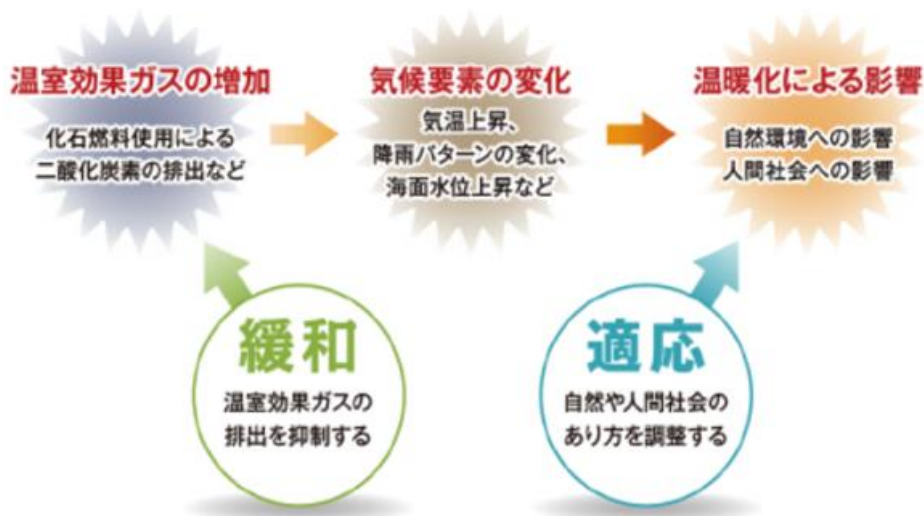 温室効果ガスの増加
化石燃料使用による
二酸化炭素の排出など
気候要素の変化
気温上昇、
降雨パターンの変化、
海面水位上昇など
温暖化による影響
自然環境への影響
人間社会への影響
緩和
温室効果ガスの
排出を抑制する
適応
自然や人間社会の
あり方を調整する